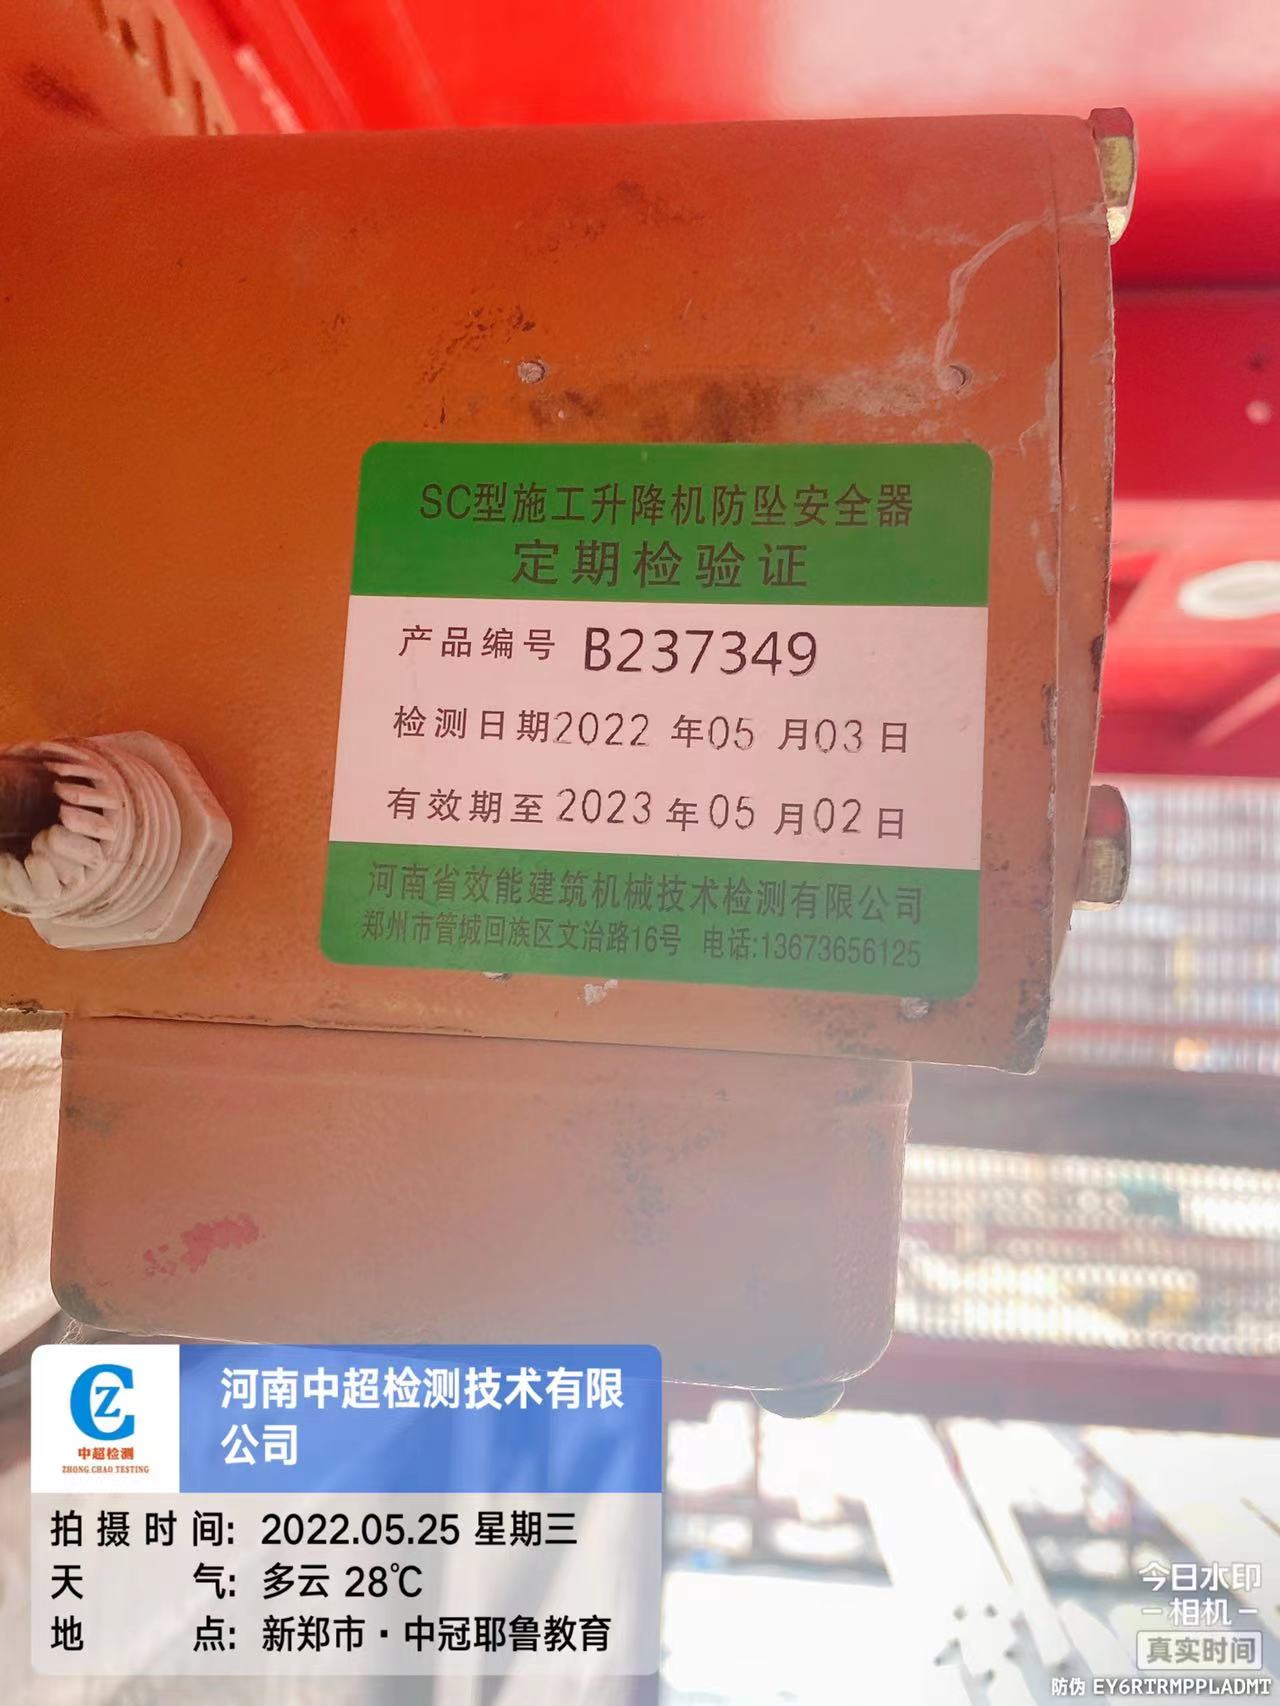 SC型施工升降机防坠安全器
定期检验证
产品编号 B237349
检测日期2022 年05 月03 日
有效期至 2023 年 05 月02 日
河南省效能建筑机械技术检测有限公司
郑州市管城回族区文治路16号 电话:13673656125
河南中超检测技术有限
公司
中超检测
ZHONG CHAO TESTING
拍摄时间: 2022.05.25 星期三
天气: 多云 28℃
地点: 新郑市·中冠耶鲁教育
今日水印
-相机-
真实时间
防伪 EY6RTRMPPLADMT